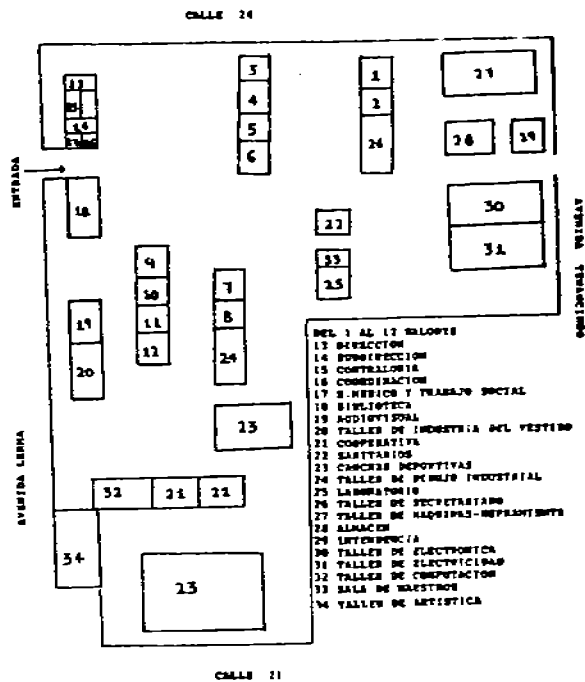 CALLE 24
3
4
5
6
1
2
26
27
28
29
ENTRADA
18
30
31
22
33
25
9
10
11
12
7
8
24
19
20
23
32
21
22
34
23
AVENIDA LERMA
DEL 1 AL 12 SALONES
13 DIRECCION
14 SUBDIRECCION
15 CONTRALORIA
16 COORDINACION
17 S.MEDICO Y TRABAJO SOCIAL
18 BIBLIOTECA
19 AUDIOVISUAL
20 TALLER DE INDUSTRIA DEL VESTIDO
21 COOPERATIVA
22 SANITARIOS
23 CANCHAS DEPORTIVAS
24 TALLER DE DIBUJO INDUSTRIAL
25 LABORATORIO
26 TALLER DE SECRETARIADO
27 TALLER DE MAQUINAS-HERRAMIENTA
28 ALMACEN
29 INTENDENCIA
30 TALLER DE ELECTRONICA
31 TALLER DE ELECTRICIDAD
32 TALLER DE COMPUTACION
33 SALA DE MAESTROS
34 TALLER DE ARTISTICA
CALLE 21